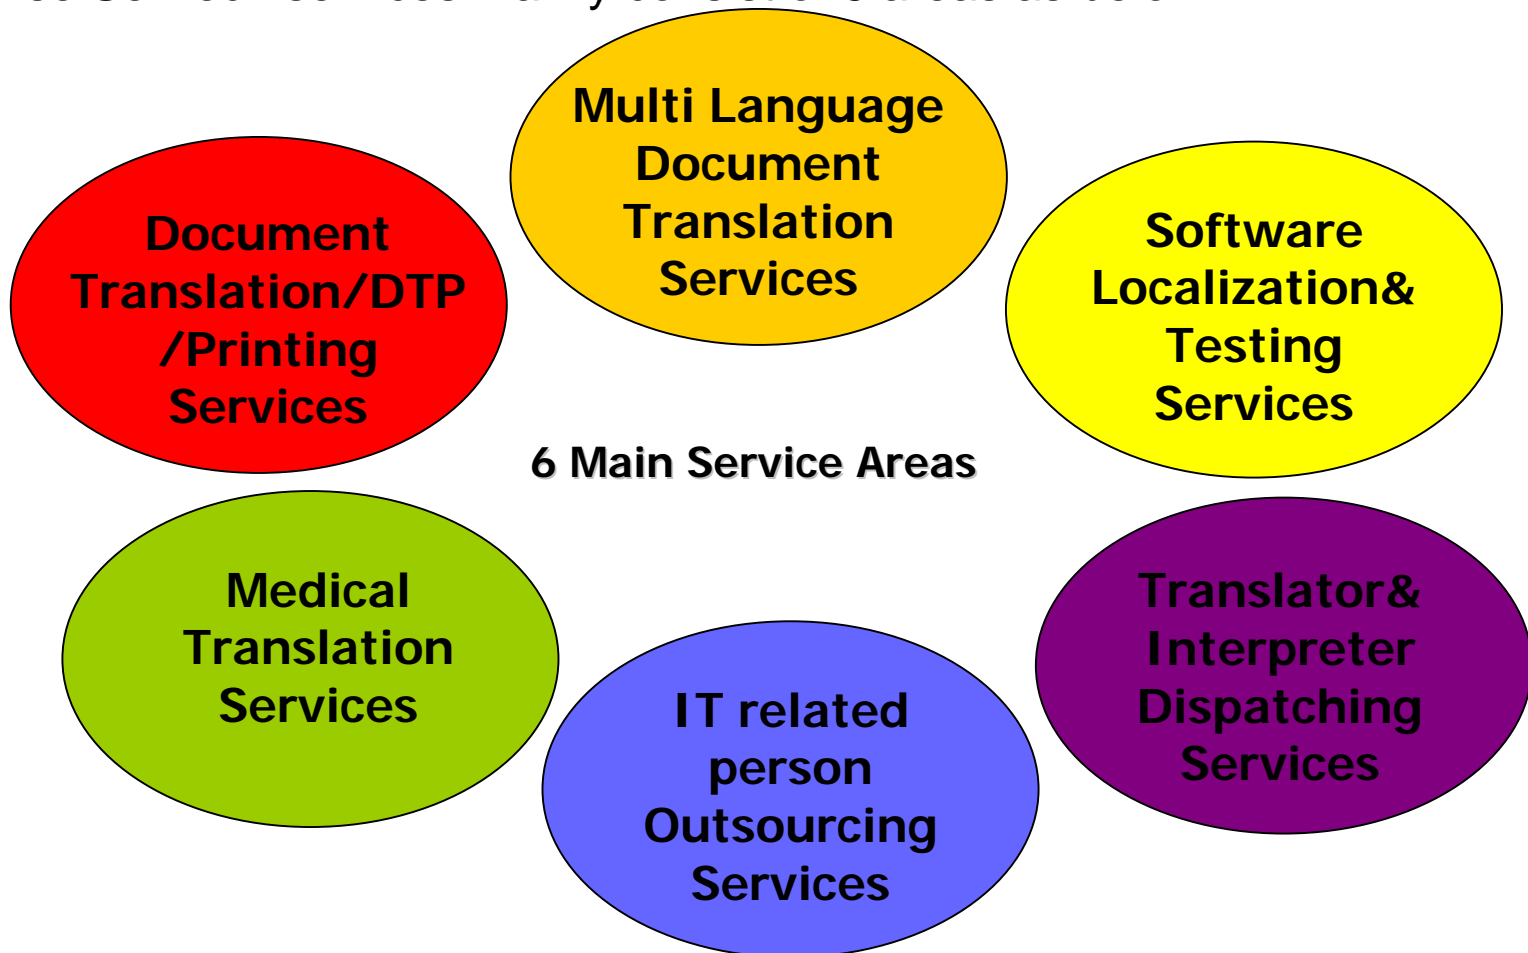 Multi Language
Document
Translation
Services
Document
Translation/DTP
/Printing
Services
Software
Localization&
Testing
Services
6 Main Service Areas
Medical
Translation
Services
Translator&
Interpreter
Dispatching
Services
IT related
person
Outsourcing
Services